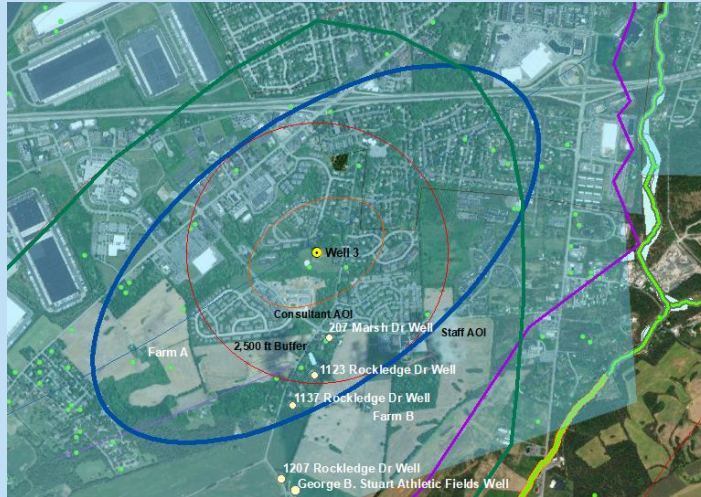 Well 3
Consultant AOI
207 Marsh Dr Well
Staff AOI
2,500 ft Buffer
Farm A
1123 Rockledge Dr Well
1137 Rockledge Dr Well
Farm B
1207 Rockledge Dr Well
George B. Stuart Athletic Fields Well